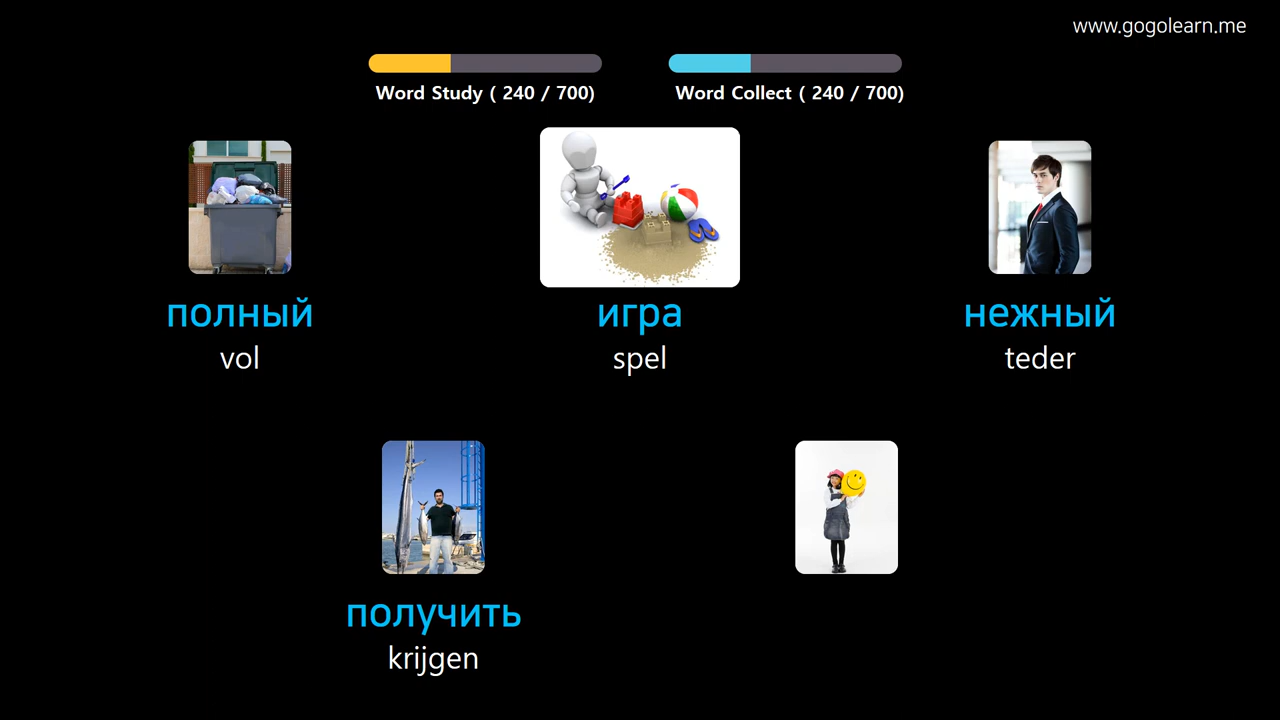 www.gogolearn.me
Word Study ( 240 / 700)
Word Collect ( 240 / 700)
полный
vol
игра
spel
нежный
teder
получить
krijgen